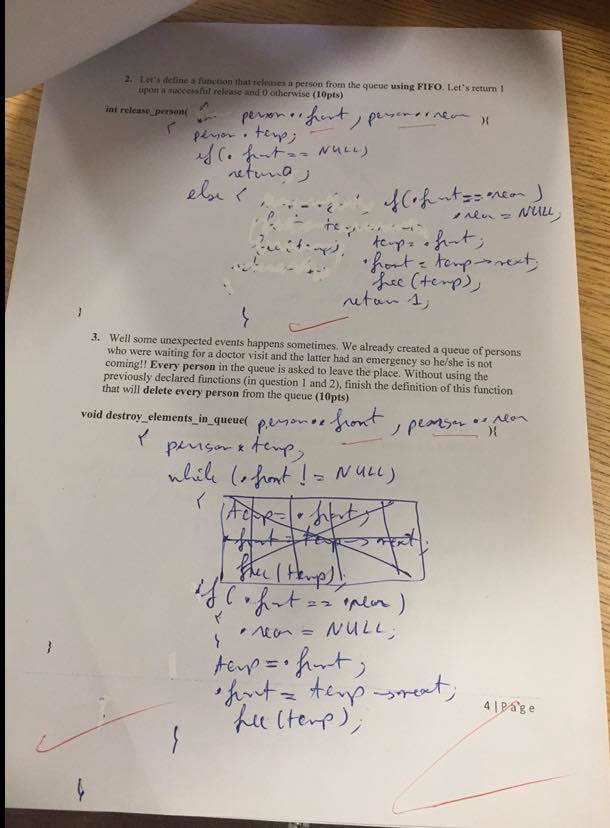 2. Let's define a function that releases a person from the queue using FIFO. Let's return 1
upon a successful release and 0 otherwise (10pts)
int release_person( person ** front , person ** rear ){
{ person * temp;
if (* front == NULL)
return 0;
else {
if (* front == * rear)
* rear = NULL;
temp = * front;
* front = temp -> next;
free (temp);
return 1;
}
}
3. Well some unexpected events happens sometimes. We already created a queue of persons
who were waiting for a doctor visit and the latter had an emergency so he/she is not
coming!! Every person in the queue is asked to leave the place. Without using the
previously declared functions (in question 1 and 2), finish the definition of this function
that will delete every person from the queue (10pts)
void destroy_elements_in_queue( person ** front , person ** rear ){
{ person * temp;
while (* front != NULL)
{
temp = * front;
* front = temp -> next;
free (temp);
if (* front == * rear)
{
* rear = NULL;
}
temp = * front;
}
* front = temp -> next;
4 | Page
free (temp);
}
}